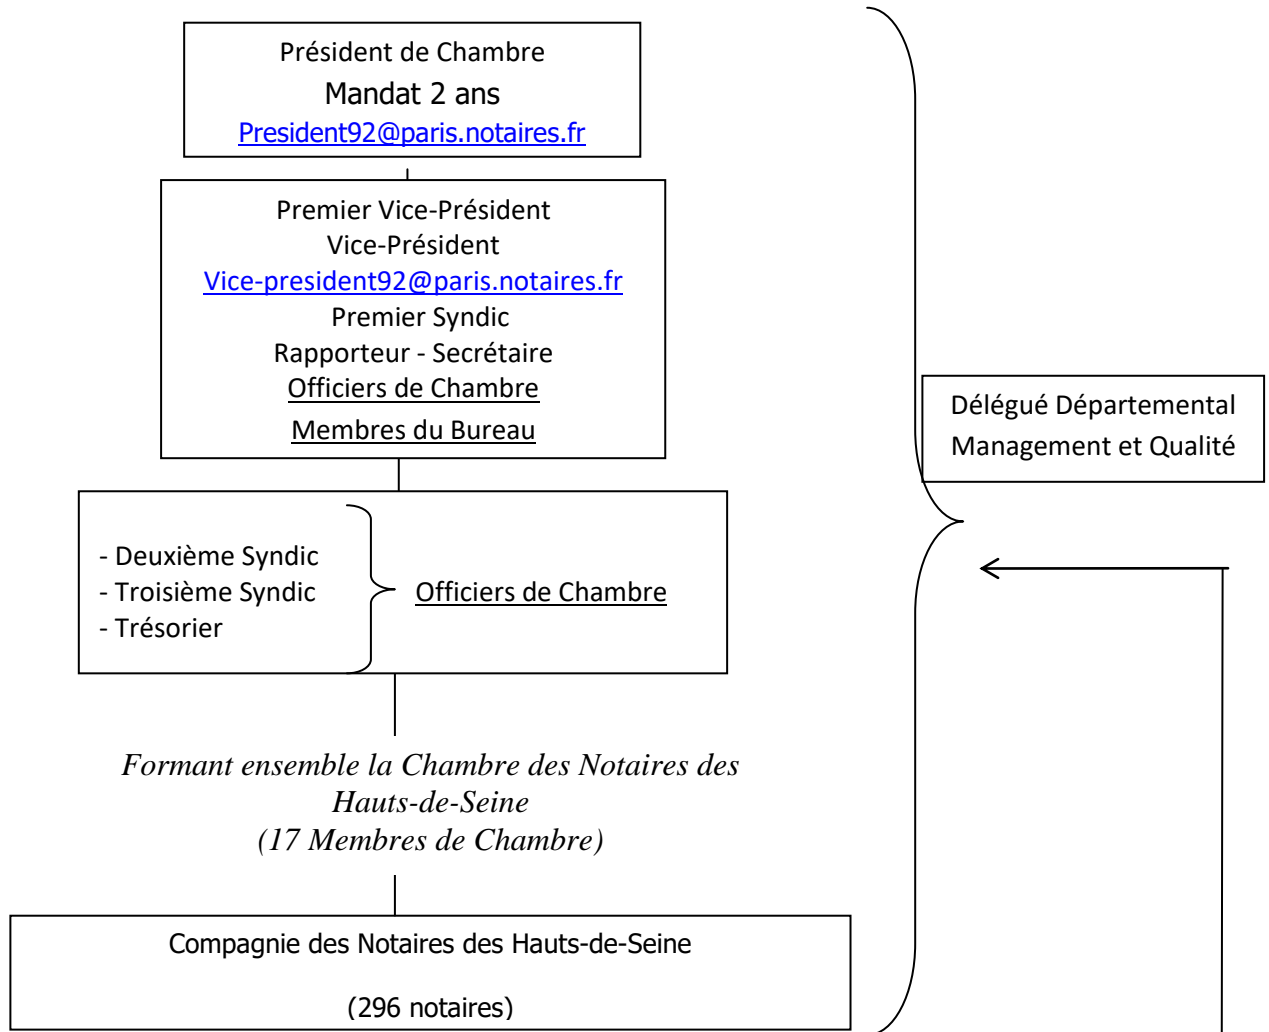 Président de Chambre
Mandat 2 ans
President92@paris.notaires.fr
Premier Vice-Président
Vice-Président
Vice-president92@paris.notaires.fr
Premier Syndic
Rapporteur - Secrétaire
Officiers de Chambre
Membres du Bureau
Délégué Départemental
Management et Qualité
- Deuxième Syndic
- Troisième Syndic
- Trésorier
Officiers de Chambre
Formant ensemble la Chambre des Notaires des
Hauts-de-Seine
(17 Membres de Chambre)
Compagnie des Notaires des Hauts-de-Seine
(296 notaires)